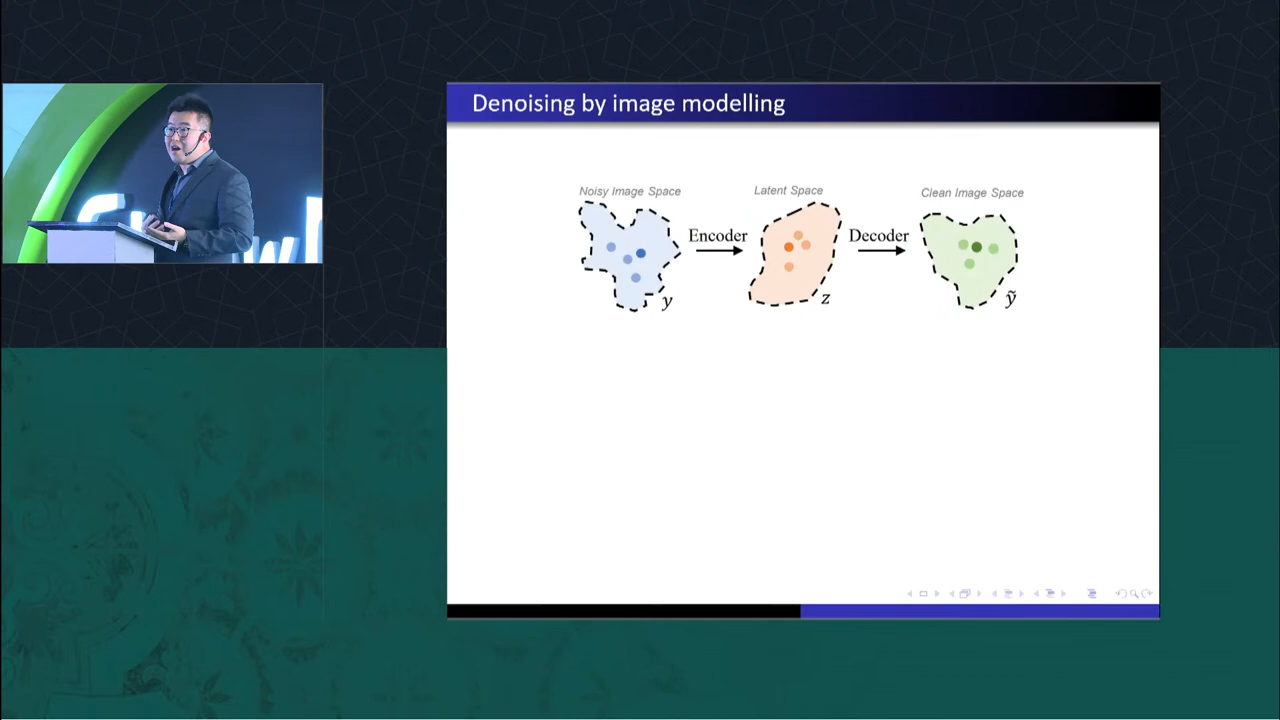 Denoising by image modelling
Noisy Image Space
Latent Space
Clean Image Space
Encoder
Decoder
y
z
ỹ